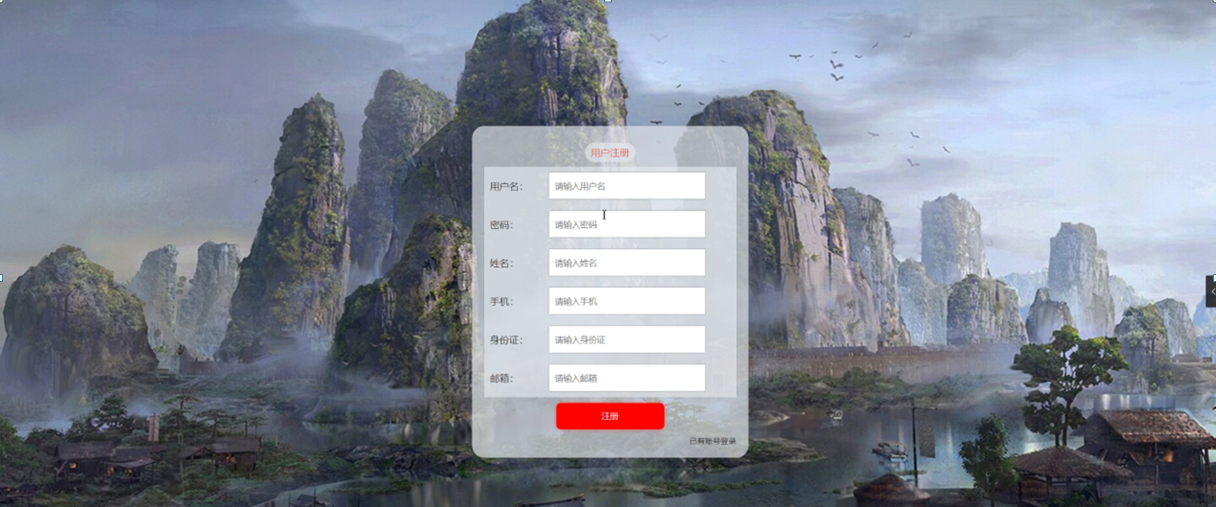 用户注册
用户名： 请输入用户名
密码： 请输入密码
姓名： 请输入姓名
手机： 请输入手机
身份证： 请输入身份证
邮箱： 请输入邮箱
注册
已有账号登录